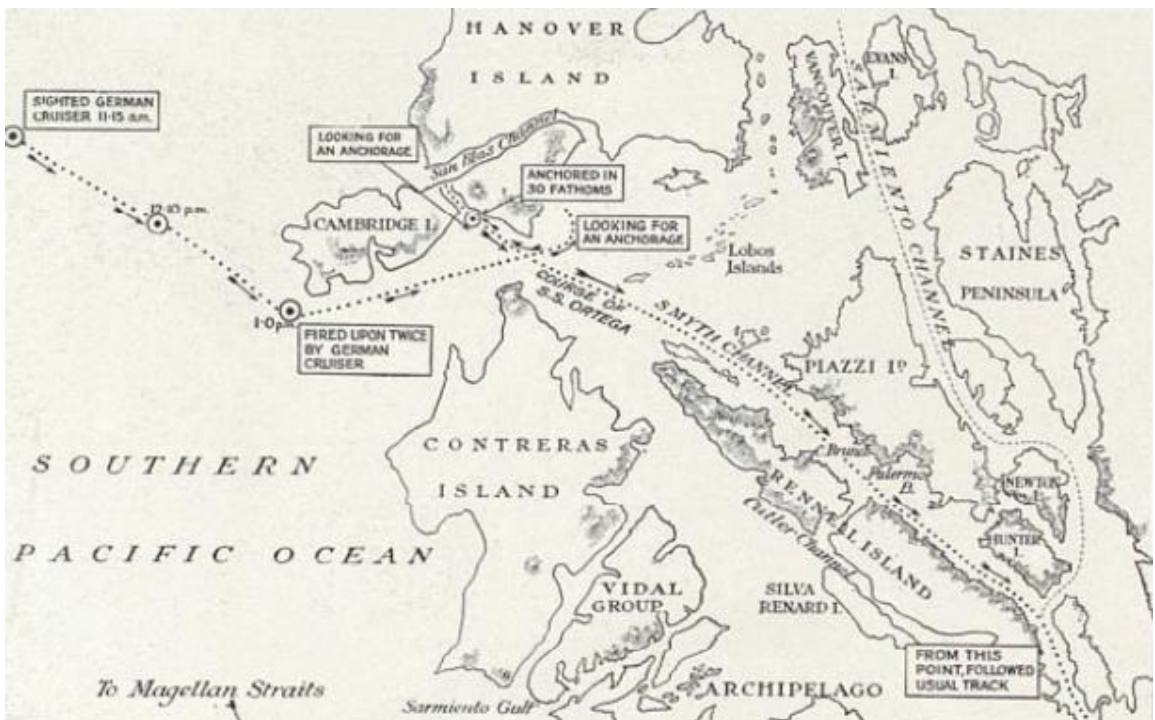 HANOVER
ISLAND
SIGHTED GERMAN
CRUISER 11·15 a.m.
LOOKING FOR
AN ANCHORAGE
San Blas Channel
VANCOUVER I.
EVANS
I.
SARMIENTO CHANNEL
ANCHORED IN
30 FATHOMS
12·10 p.m.
CAMBRIDGE I.
LOOKING FOR
AN ANCHORAGE
Lobos
Islands
STAINES
PENINSULA
COURSE OF
S.S. ORTEGA
SMYTH CHANNEL
1·0 p.m.
FIRED UPON TWICE
BY GERMAN
CRUISER
PIAZZI ID
CONTRERAS
ISLAND
SOUTHERN
PACIFIC OCEAN
Palermo
B.
NEWTON
I.
HUNTER
I.
RENNELL ISLAND
Cutler Channel
VIDAL
GROUP
SILVA
RENARD I.
FROM THIS
POINT, FOLLOWED
USUAL TRACK
To Magellan Straits
Sarmiento Gulf
ARCHIPELAGO